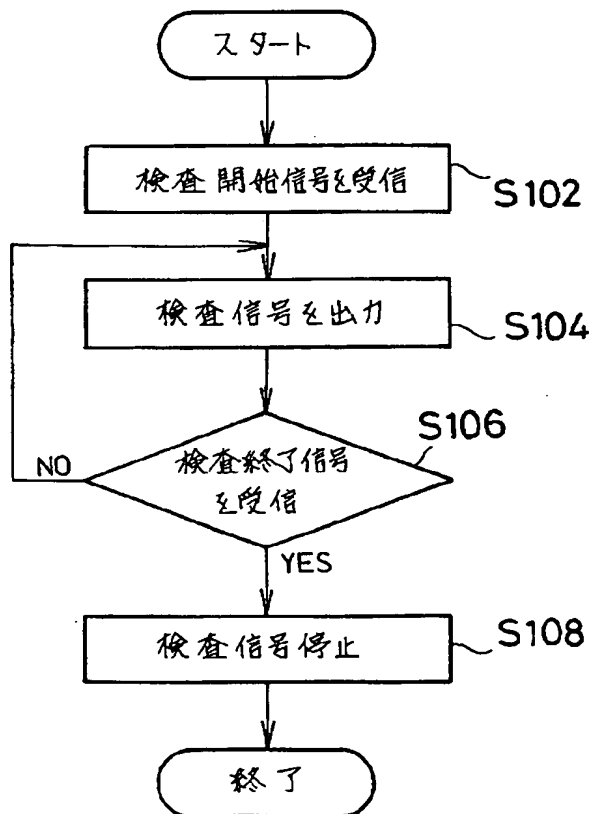 スタート
検査開始信号を受信
S102
検査信号を出力
S104
S106
検査終了信号
を受信
NO
YES
検査信号停止
S108
終了